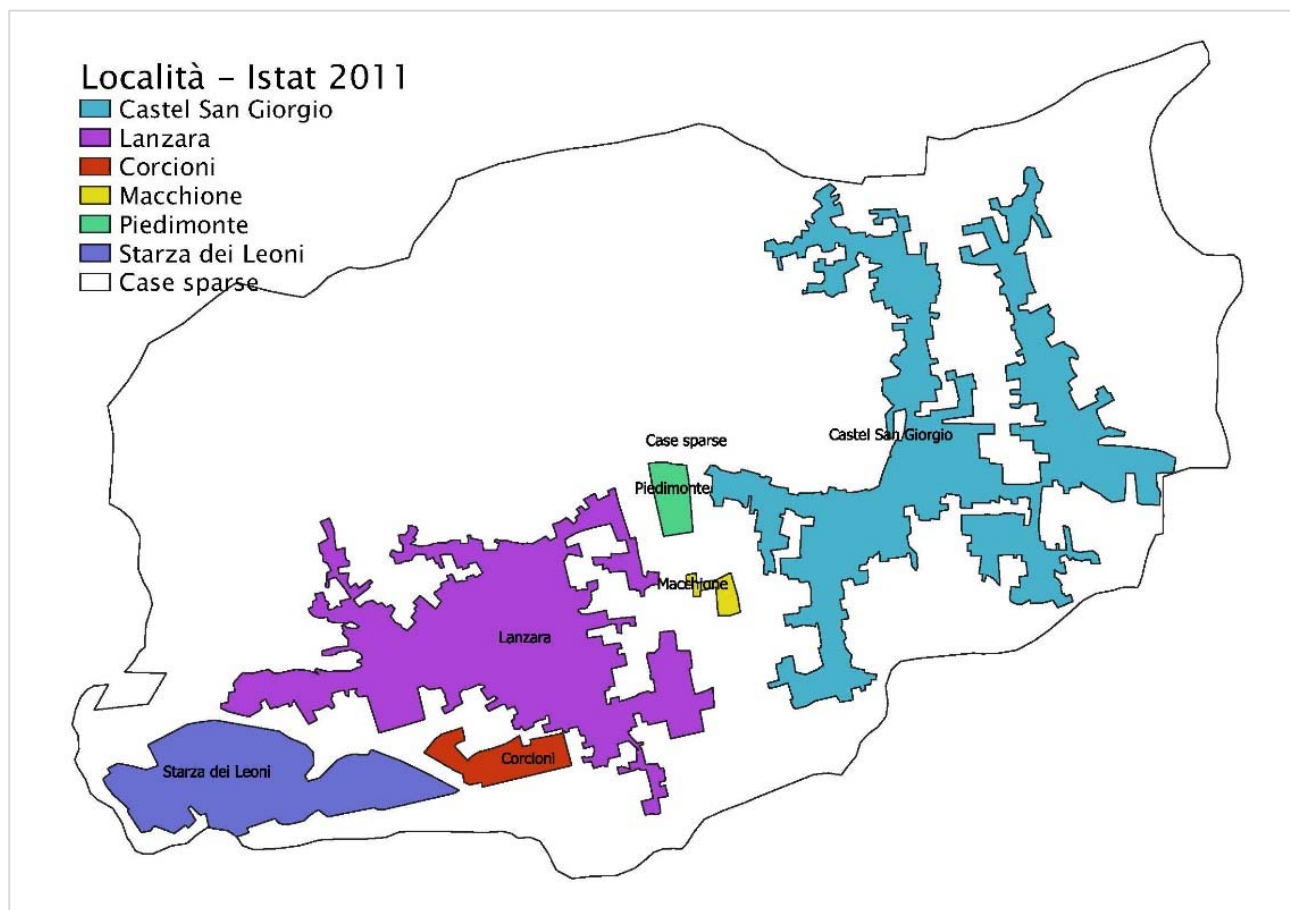 Località – Istat 2011
Castel San Giorgio
Lanzara
Corcioni
Macchione
Piedimonte
Starza dei Leoni
Case sparse
Case sparse
Castel San Giorgio
Piedimonte
Macchione
Lanzara
Corcioni
Starza dei Leoni